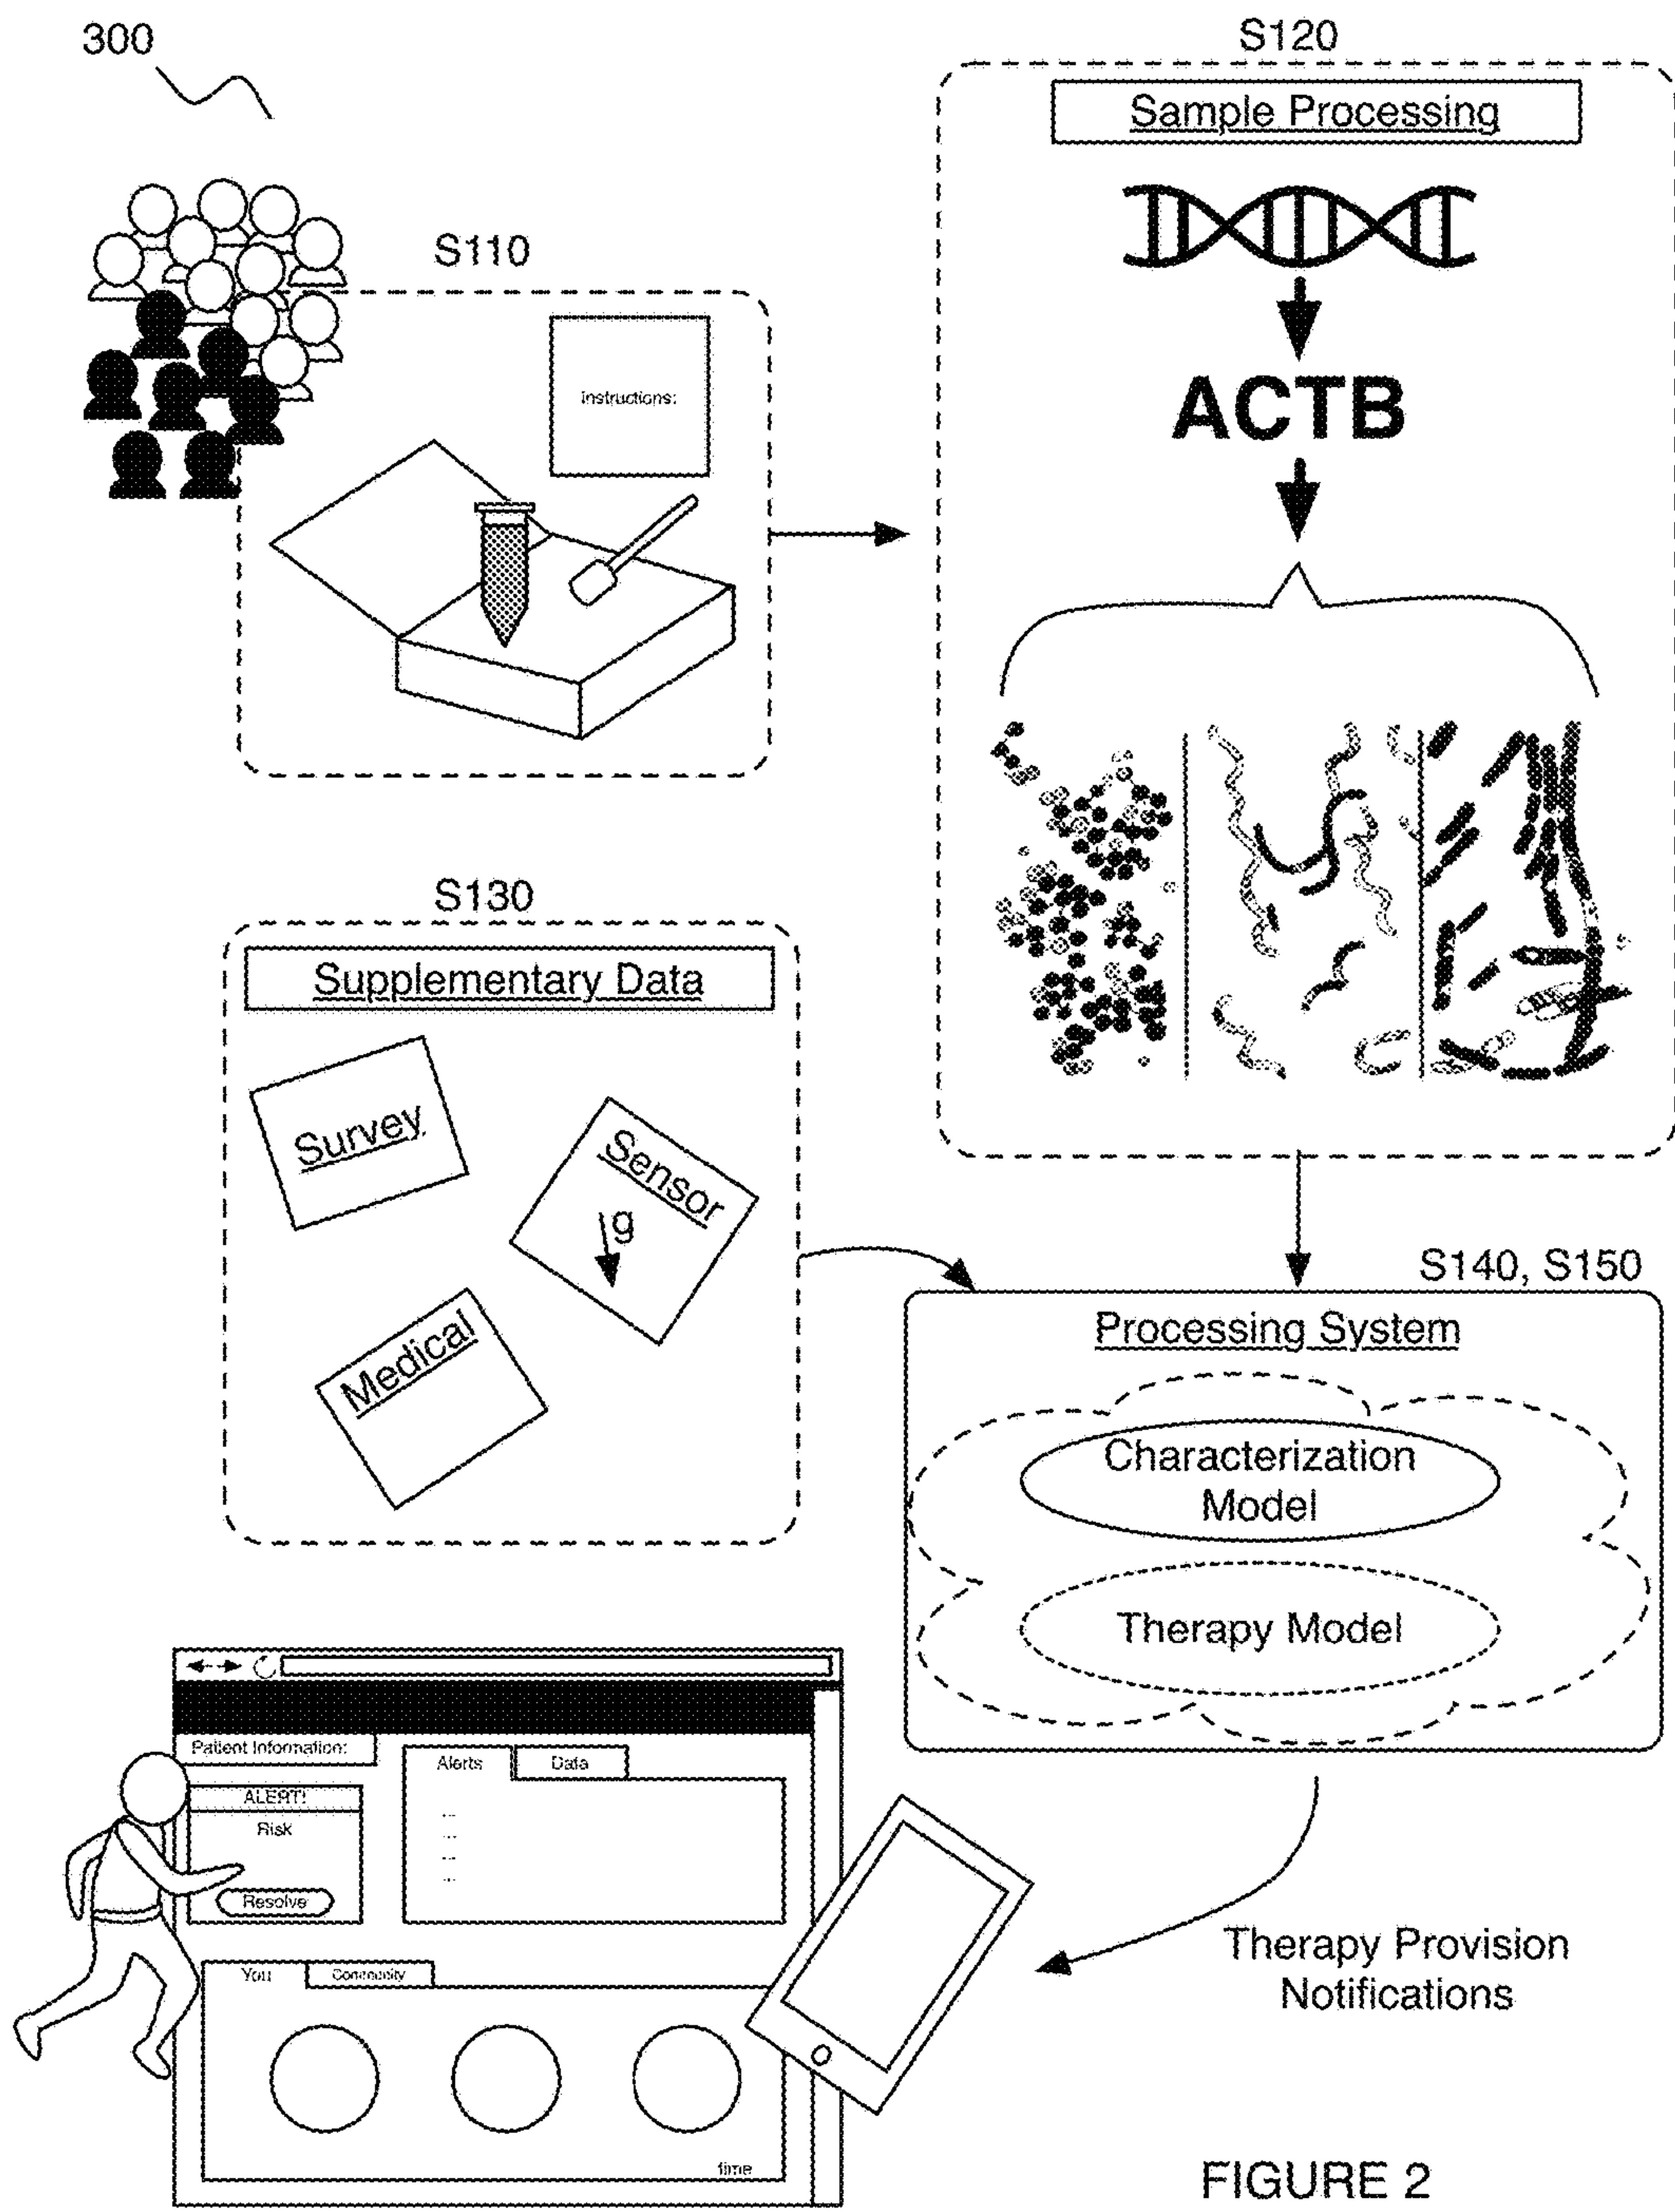 300
S120
Sample Processing
S110
Instructions:
ACTB
S130
Supplementary Data
Survey
Sensor
g
Medical
S140, S150
Processing System
Characterization
Model
Therapy Model
Patient Information:
Alerts
Data
ALERT!
Risk
...
...
...
...
Resolve
Therapy Provision
Notifications
You
Community
time
FIGURE 2